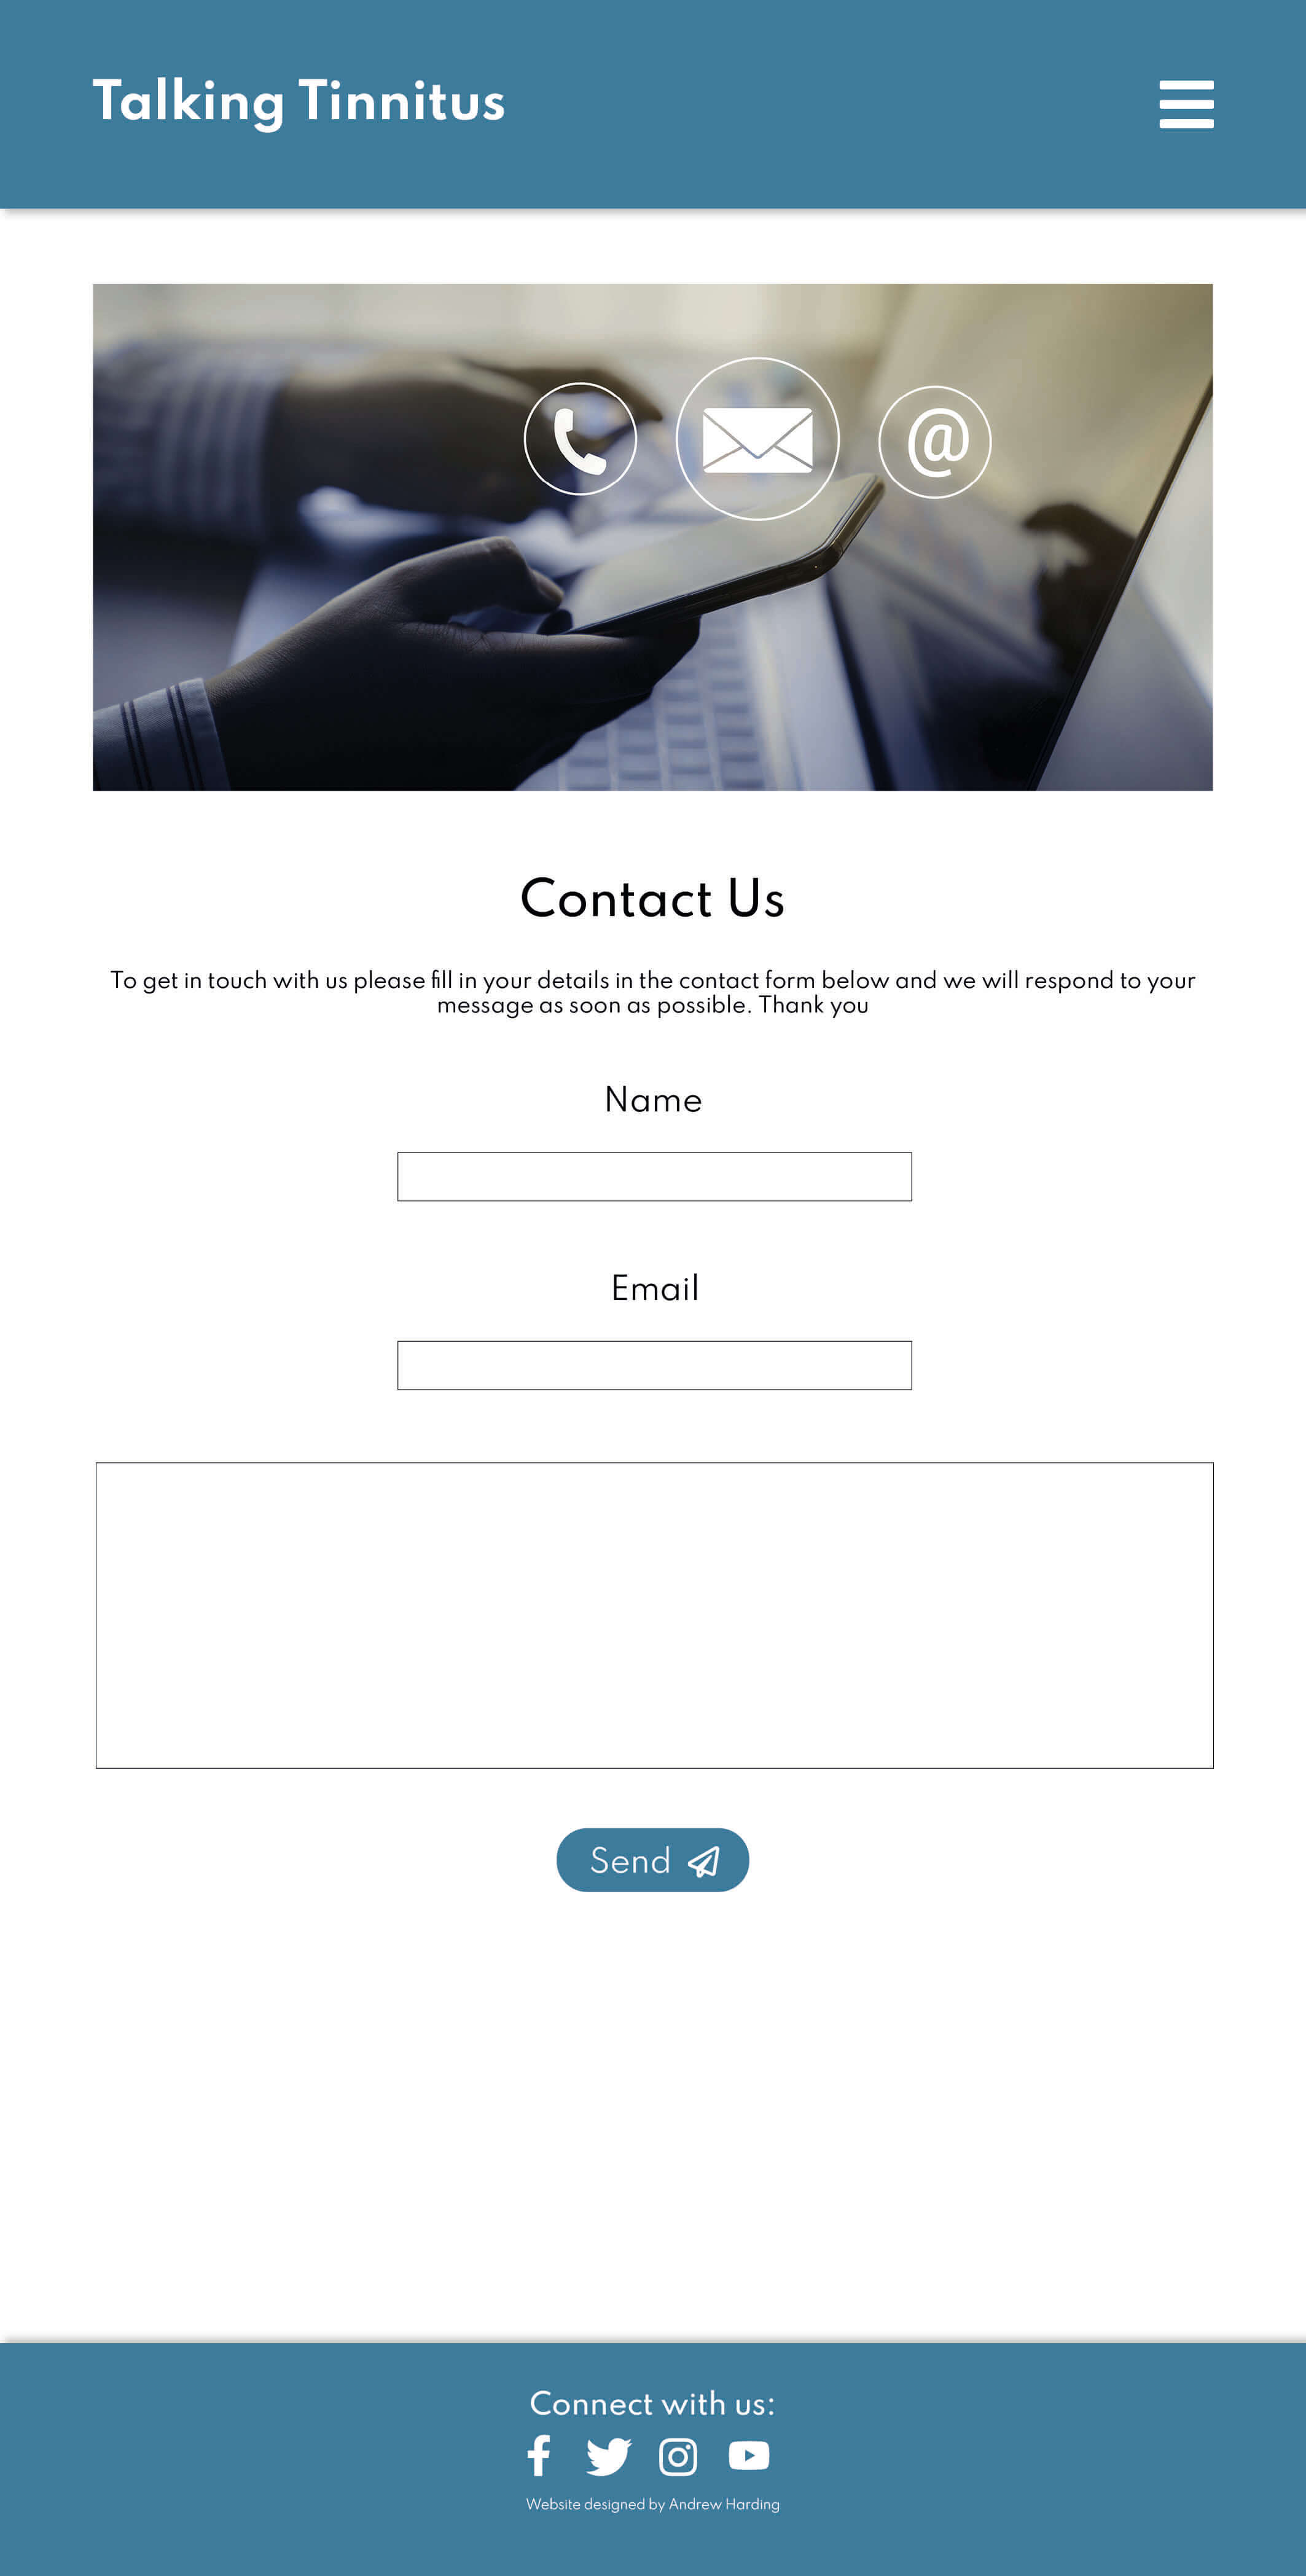 Talking Tinnitus
@
Contact Us
To get in touch with us please fill in your details in the contact form below and we will respond to your
message as soon as possible. Thank you
Name
Email
Send
Connect with us:
Website designed by Andrew Harding